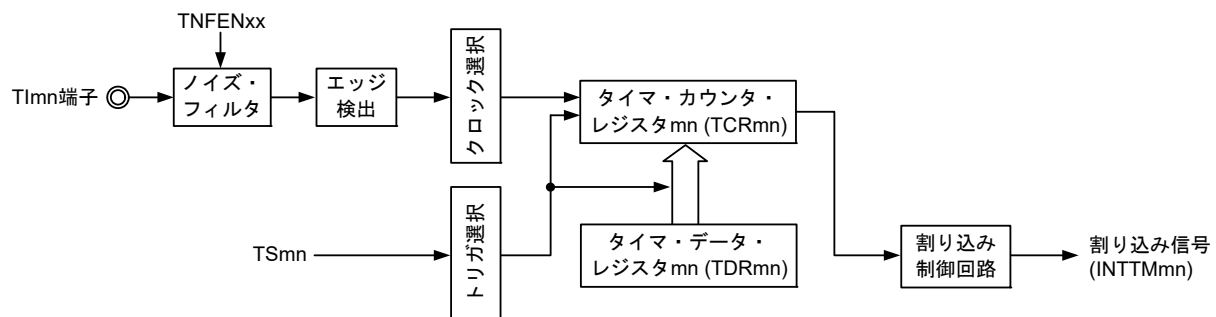 TNFENxx
TImn端子
ノイズ・
フィルタ
エッジ
検出
クロック選択
タイマ・カウンタ・
レジスタmn (TCRmn)
TSmn
トリガ選択
タイマ・データ・
レジスタmn (TDRmn)
割り込み
制御回路
割り込み信号
(INTTMmn)